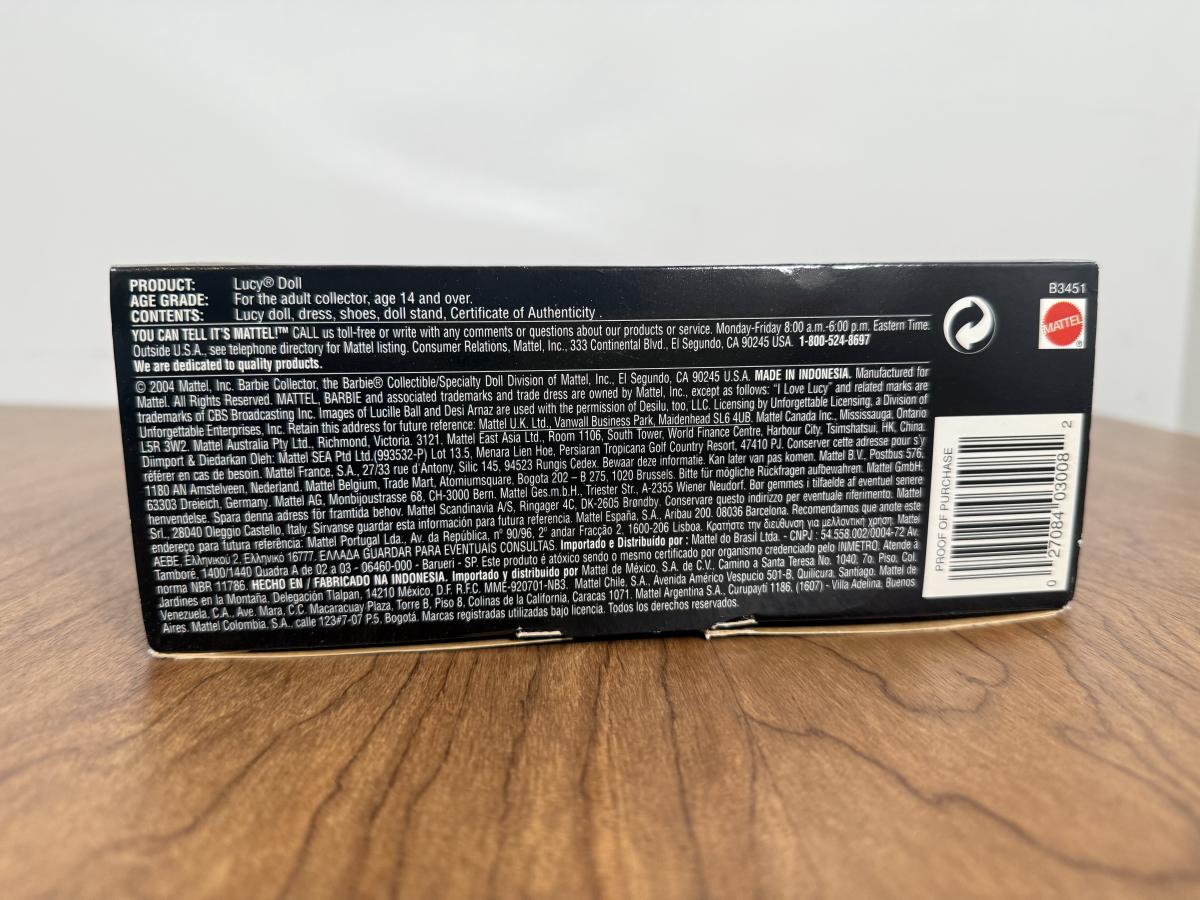 PRODUCT: Lucy® Doll
AGE GRADE: For the adult collector, age 14 and over.
CONTENTS: Lucy doll, dress, shoes, doll stand, Certificate of Authenticity .
YOU CAN TELL IT'S MATTEL!™ CALL us toll-free or write with any comments or questions about our products or service. Monday-Friday 8:00 a.m.-6:00 p.m. Eastern Time.
Outside U.S.A., see telephone directory for Mattel listing. Consumer Relations, Mattel, Inc., 333 Continental Blvd., El Segundo, CA 90245 USA. 1-800-524-8697
We are dedicated to quality products.
© 2004 Mattel, Inc. Barbie Collector, the Barbie® Collectible/Specialty Doll Division of Mattel, Inc., El Segundo, CA 90245 U.S.A. MADE IN INDONESIA. Manufactured for
Mattel. All Rights Reserved. MATTEL, BARBIE and associated trademarks and trade dress are owned by Mattel, Inc., except as follows: "I Love Lucy" and related marks are
trademarks of CBS Broadcasting Inc. Images of Lucille Ball and Desi Arnaz are used with the permission of Desilu, too, LLC. Licensing by Unforgettable Licensing, a Division of
Unforgettable Enterprises, Inc. Retain this address for future reference: Mattel U.K. Ltd., Vanwall Business Park, Maidenhead SL6 4UB. Mattel Canada Inc., Mississauga, Ontario
L5R 3W2. Mattel Australia Pty Ltd., Richmond, Victoria. 3121. Mattel East Asia Ltd., Room 1106, South Tower, World Finance Centre, Harbour City, Tsimshatsui, HK, China.
Diimport & Diedarkan Oleh: Mattel SEA Ptd Ltd.(993532-P) Lot 13.5, Menara Lien Hoe, Persiaran Tropicana Golf Country Resort, 47410 PJ. Conserver cette adresse pour s'y
référer en cas de besoin. Mattel France, S.A., 27/33 rue d'Antony, Silic 145, 94523 Rungis Cedex. Bewaar deze informatie. Kan later van pas komen. Mattel B.V., Postbus 576,
1180 AN Amstelveen, Nederland. Mattel Belgium, Trade Mart, Atomiumsquare, Bogota 202 – B 275, 1020 Brussels. Bitte für mögliche Rückfragen aufbewahren. Mattel GmbH,
63303 Dreieich, Germany. Mattel AG, Monbijoustrasse 68, CH-3000 Bern. Mattel Ges.m.b.H., Triester Str., A-2355 Wiener Neudorf. Bør gemmes i tilfælde af eventuel senere
henvendelse. Spara denna adress för framtida behov. Mattel Scandinavia A/S, Ringager 4C, DK-2605 Brøndby. Conservare questo indirizzo per eventuale riferimento. Mattel
Srl., 28040 Oleggio Castello, Italy. Sirvanse guardar esta información para futura referencia. Mattel España, S.A., Aribau 200. 08036 Barcelona. Recomendamos que anote este
endereço para futura referência: Mattel Portugal Lda., Av. da República, n° 90/96, 2° andar Fracção 2, 1600-206 Lisboa. Κρατήστε την διεύθυνση για μελλοντική χρήση. Mattel
AEBE, Ελληνικού 2, Ελληνικό 16777, ΕΛΛΑΔΑ GUARDAR PARA EVENTUAIS CONSULTAS. Importado e Distribuído por : Mattel do Brasil Ltda. - CNPJ : 54.558.002/0004-72 Av.
Tamboré, 1400/1440 Quadra A de 02 a 03 - 06460-000 - Barueri - SP. Este produto é atóxico sendo o mesmo certificado por organismo credenciado pelo INMETRO. Atende à
norma NBR 11786. HECHO EN / FABRICADO NA INDONESIA. Importado y distribuido por Mattel de México, S.A. de C.V., Camino a Santa Teresa No. 1040, 7o. Piso, Col.
Jardines en la Montaña, Delegación Tlalpan, 14210 México, D.F. R.F.C. MME-920701-NB3. Mattel Chile, S.A., Avenida Américo Vespucio 501-B, Quilicura, Santiago. Mattel de
Venezuela, C.A., Ave. Mara, C.C. Macaracuay Plaza, Torre B, Piso 8, Colinas de la California, Caracas 1071. Mattel Argentina S.A., Curupayti 1186, (1607) - Villa Adelina, Buenos
Aires. Mattel Colombia, S.A., calle 123#7-07 P.5, Bogotá. Marcas registradas utilizadas bajo licencia. Todos los derechos reservados.
B3451
MATTEL
®
PROOF OF PURCHASE
0 27084 03008 2